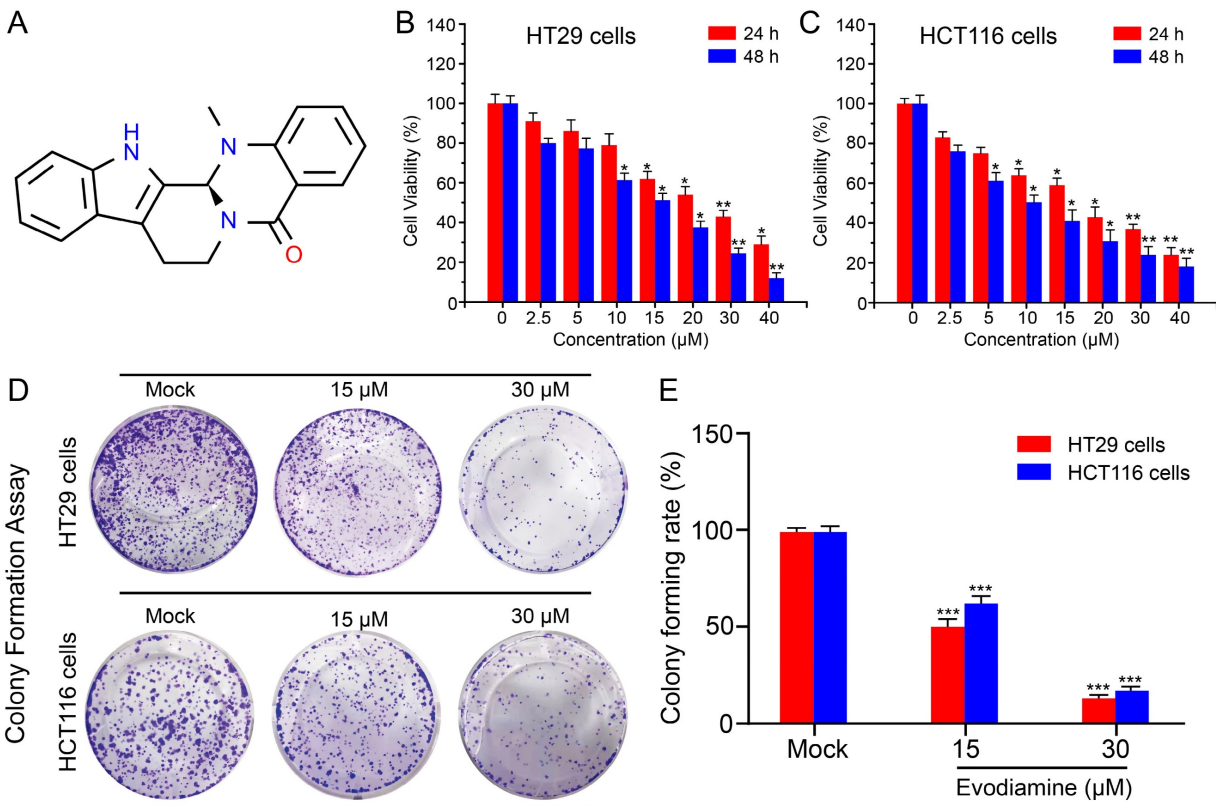 A
H
N
N
N
O
B
HT29 cells
24 h
48 h
Cell Viability (%)
140
120
100
80
60
40
20
0
* * * * * ** ** * **
0 2.5 5 10 15 20 30 40
Concentration (μM)
C
HCT116 cells
24 h
48 h
Cell Viability (%)
140
120
100
80
60
40
20
0
* * * * * * * ** ** ** **
0 2.5 5 10 15 20 30 40
Concentration (μM)
D
Colony Formation Assay
HT29 cells
Mock 15 μM 30 μM
HCT116 cells
Mock 15 μM 30 μM
E
HT29 cells
HCT116 cells
Colony forming rate (%)
150
100
50
0
*** *** *** ***
Mock 15 30
Evodiamine (μM)